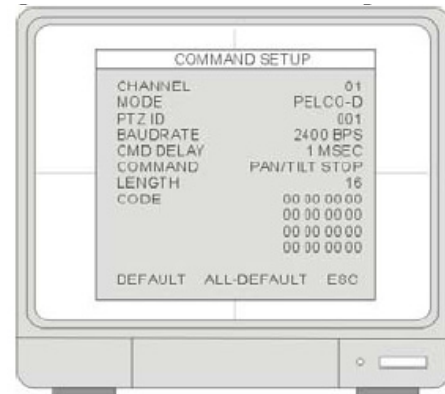 COMMAND SETUP
CHANNEL 01
MODE PELCO-D
PTZ ID 001
BAUDRATE 2400 BPS
CMD DELAY 1 MSEC
COMMAND PAN/TILT STOP
LENGTH 16
CODE 00 00 00 00
00 00 00 00
00 00 00 00
00 00 00 00
DEFAULT ALL-DEFAULT ESC